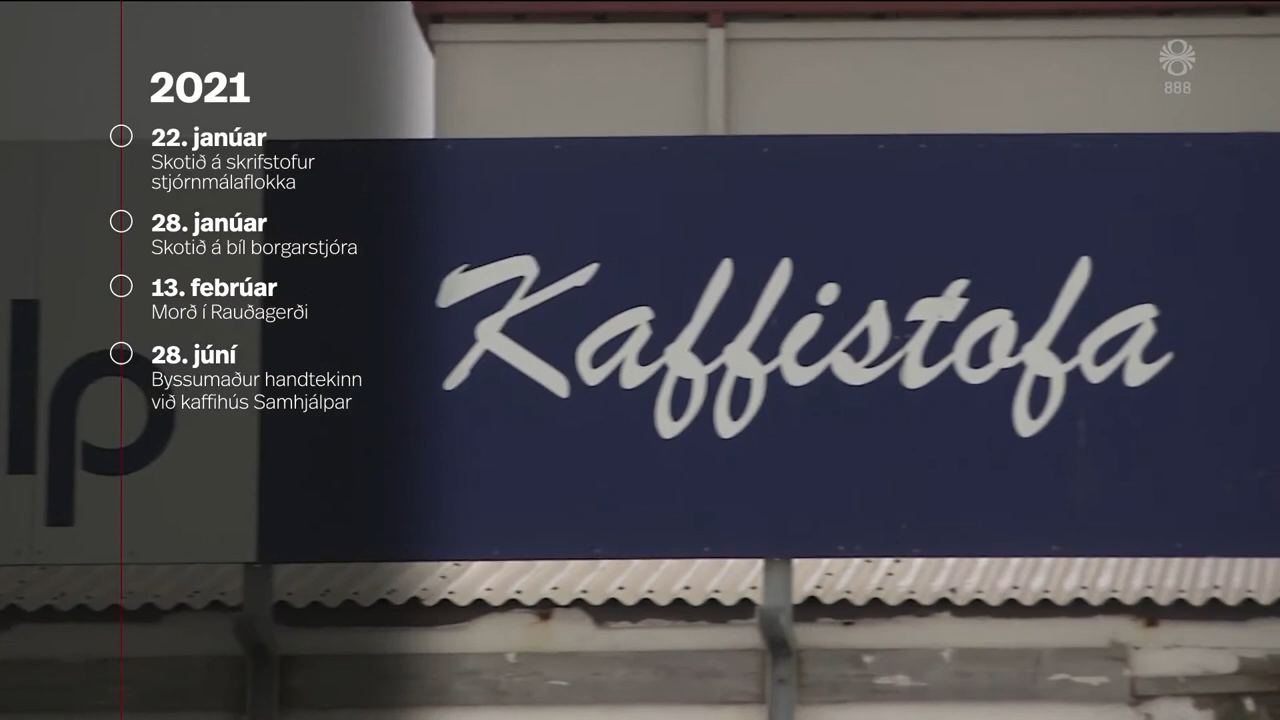 2021
22. janúar
Skotið á skrifstofur
stjórnmálaflokka
28. janúar
Skotið á bíl borgarstjóra
13. febrúar
Morð í Rauðagerði
28. júní
Byssumaður handtekinn
við kaffihús Samhjálpar
lp
Kaffistofa
888